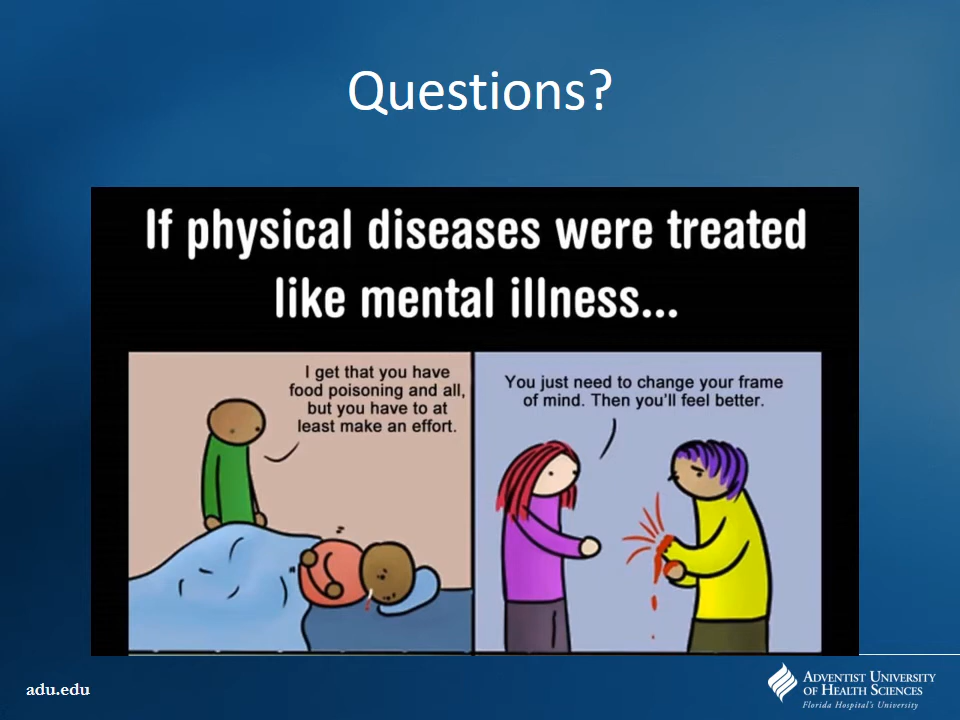 Questions?
If physical diseases were treated
like mental illness...
I get that you have
food poisoning and all,
but you have to at
least make an effort.
You just need to change your frame
of mind. Then you'll feel better.
z
adu.edu
ADVENTIST UNIVERSITY
OF HEALTH SCIENCES
Florida Hospital's University